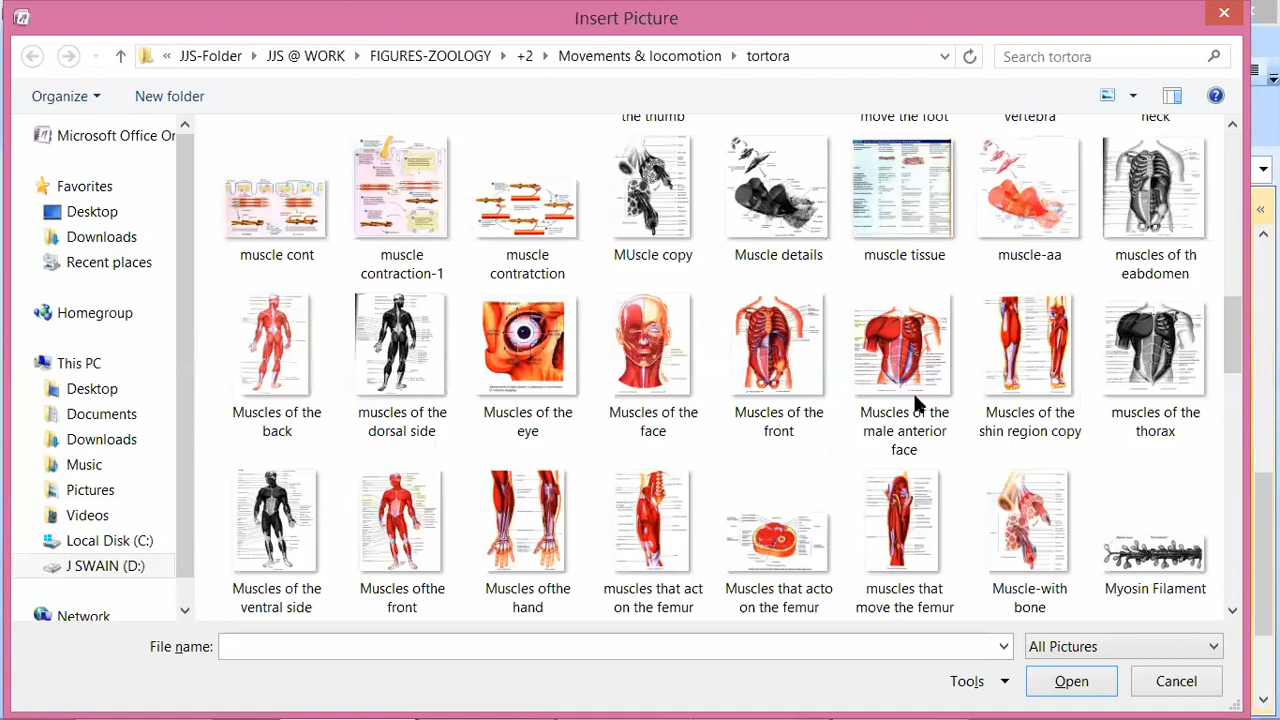 Insert Picture
« JJS-Folder JJS @ WORK FIGURES-ZOOLOGY +2 Movements & locomotion tortora
Search tortora
Organize New folder
Microsoft Office Or
Favorites
Desktop
Downloads
Recent places
Homegroup
This PC
Desktop
Documents
Downloads
Music
Pictures
Videos
Local Disk (C:)
J SWAIN (D:)
Network
the thumb
move the foot
vertebra
neck
muscle cont
muscle
contraction-1
muscle
contratction
MUscle copy
Muscle details
muscle tissue
muscle-aa
muscles of th
eabdomen
Muscles of the
back
muscles of the
dorsal side
Muscles of the
eye
Muscles of the
face
Muscles of the
front
Muscles of the
male anterior
face
Muscles of the
shin region copy
muscles of the
thorax
Muscles of the
ventral side
Muscles ofthe
front
Muscles ofthe
hand
muscles that act
on the femur
Muscles that acto
on the femur
muscles that
move the femur
Muscle-with
bone
Myosin Filament
File name:
All Pictures
Tools
Open
Cancel